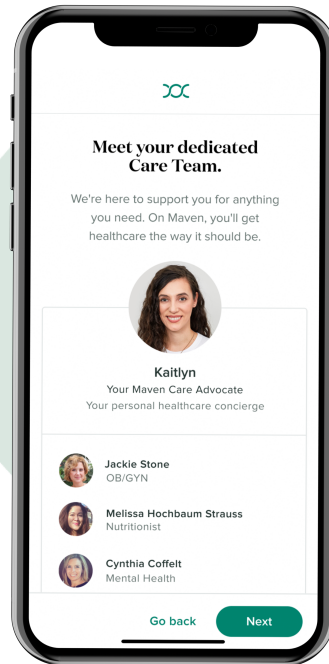 Meet your dedicated
Care Team.
We're here to support you for anything
you need. On Maven, you'll get
healthcare the way it should be.
Kaitlyn
Your Maven Care Advocate
Your personal healthcare concierge
Jackie Stone
OB/GYN
Melissa Hochbaum Strauss
Nutritionist
Cynthia Coffelt
Mental Health
Go back
Next